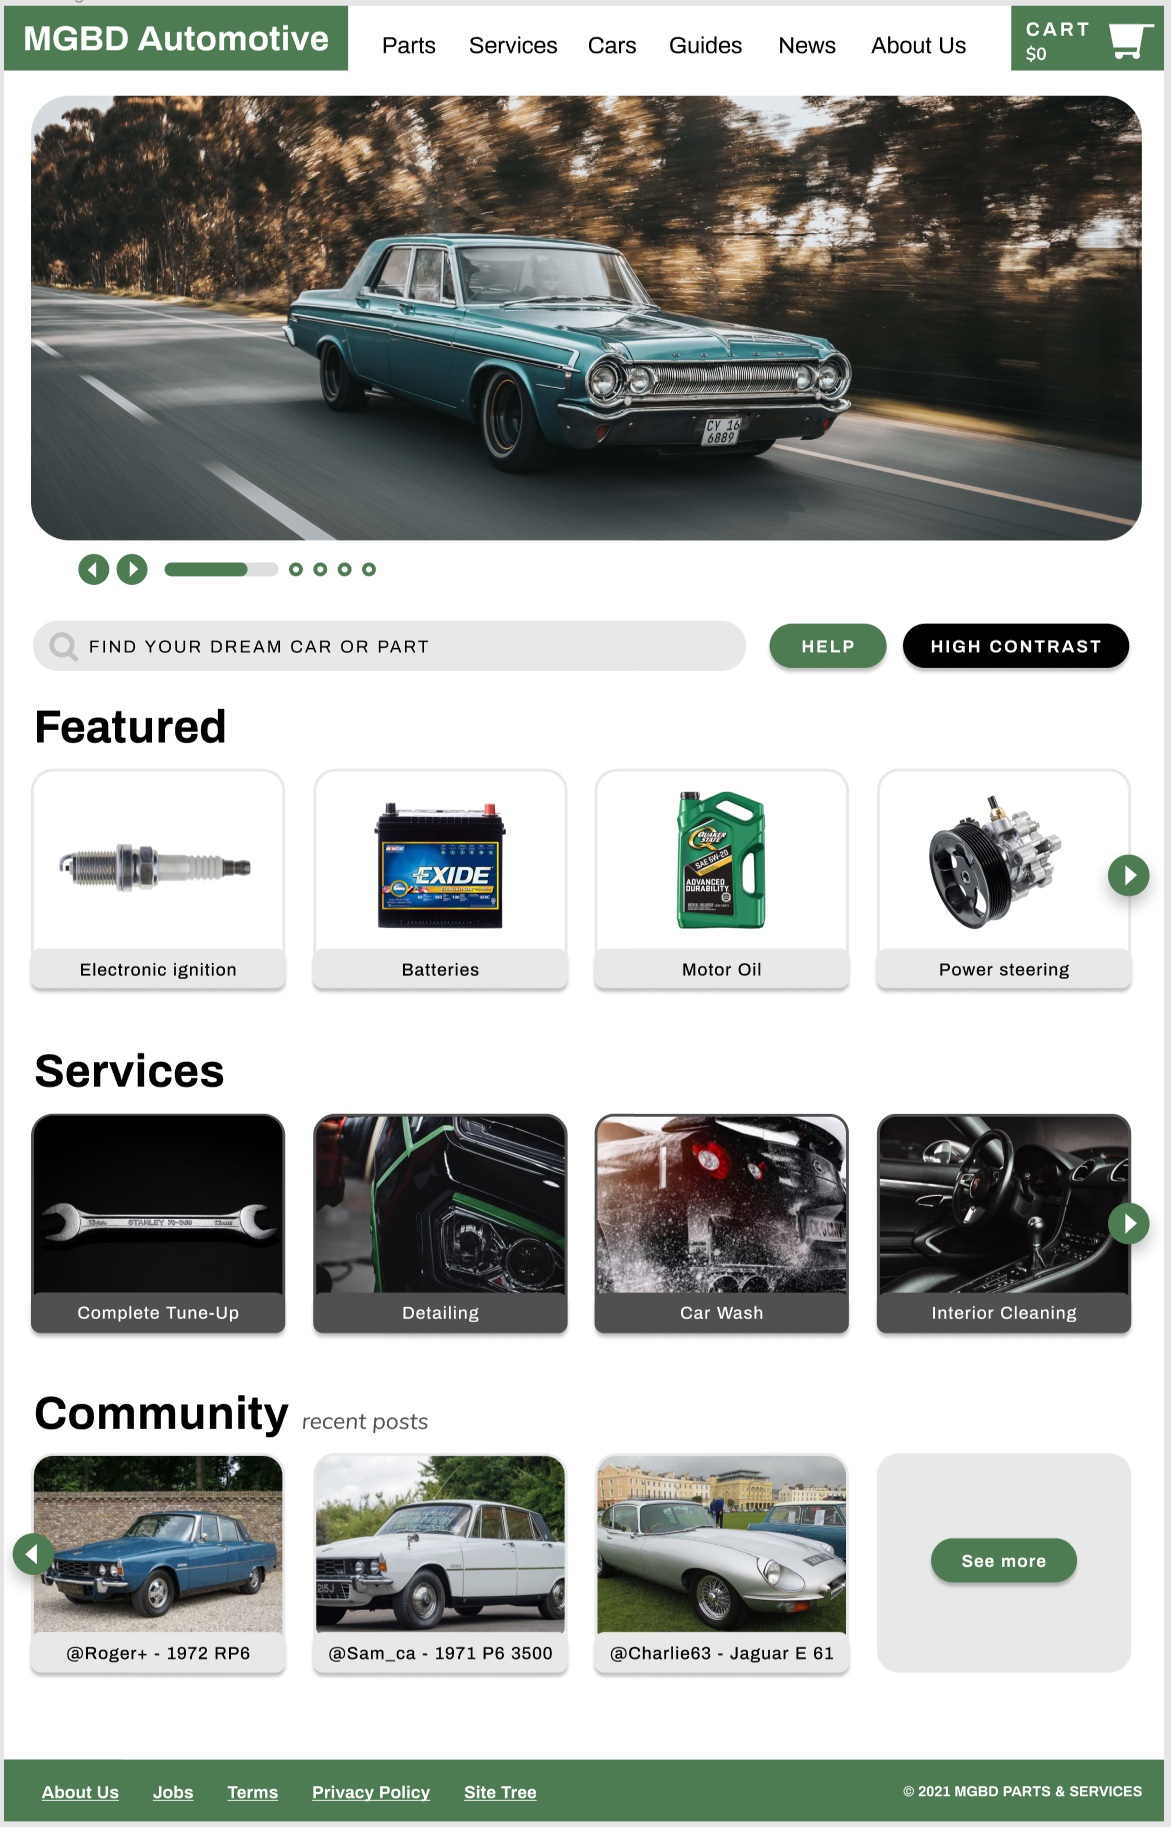 MGBD Automotive
Parts Services Cars Guides News About Us
CART
$0
DODGE
CY 16
6889
FIND YOUR DREAM CAR OR PART
HELP
HIGH CONTRAST
Featured
EXIDE
QUAKER
STATE
SAE 5W-20
ADVANCED
DURABILITY
Electronic ignition
Batteries
Motor Oil
Power steering
Services
STANLEY
Complete Tune-Up
Detailing
Car Wash
Interior Cleaning
Community recent posts
215J
@Roger+ - 1972 RP6
@Sam_ca - 1971 P6 3500
@Charlie63 - Jaguar E 61
See more
About Us Jobs Terms Privacy Policy Site Tree
© 2021 MGBD PARTS & SERVICES